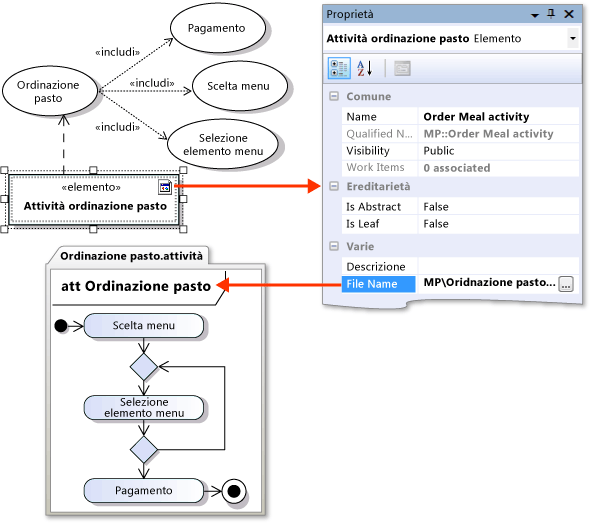 Pagamento
«includi»
Ordinazione
pasto
«includi»
Scelta menu
«includi»
Selezione
elemento menu
«elemento»
Attività ordinazione pasto
Proprietà
Attività ordinazione pasto Elemento
A
Z
Comune
Name Order Meal activity
Qualified N... MP::Order Meal activity
Visibility Public
Work Items 0 associated
Ereditarietà
Is Abstract False
Is Leaf False
Varie
Descrizione
File Name MP\Oridnazione pasto... ...
Ordinazione pasto.attività
att Ordinazione pasto
Scelta menu
Selezione
elemento menu
Pagamento